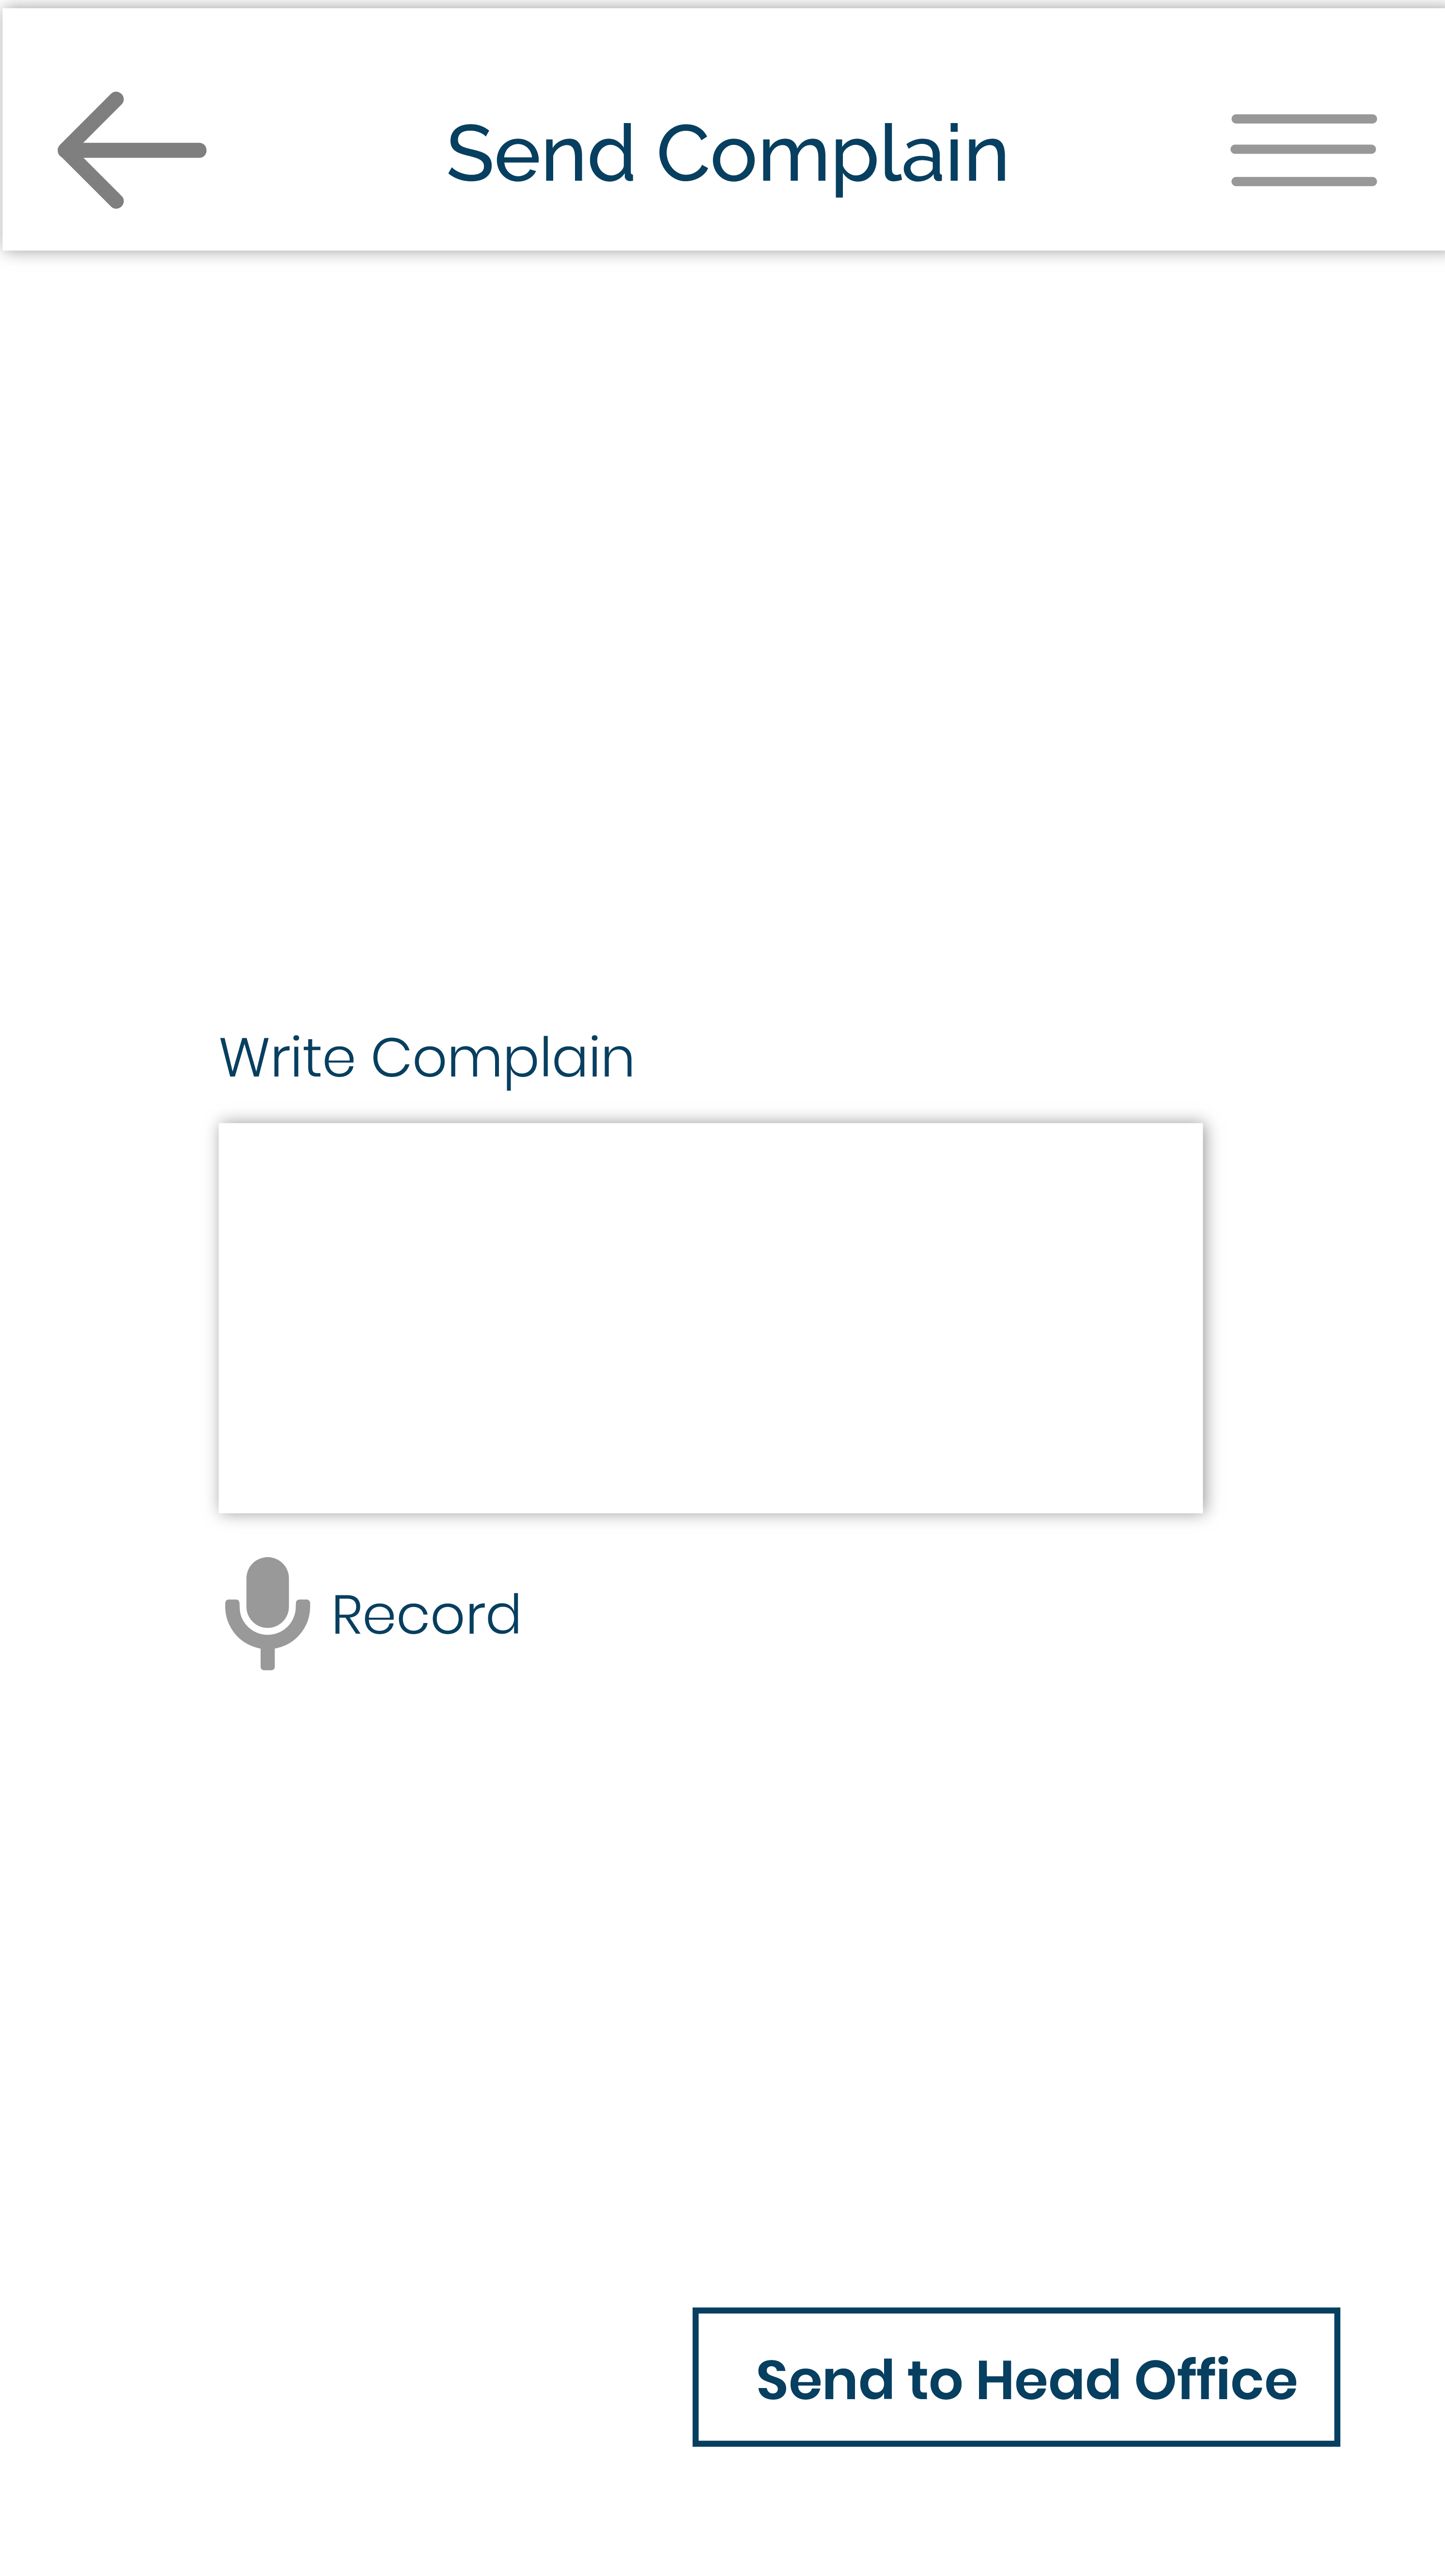 Send Complain
Write Complain
Record
Send to Head Office